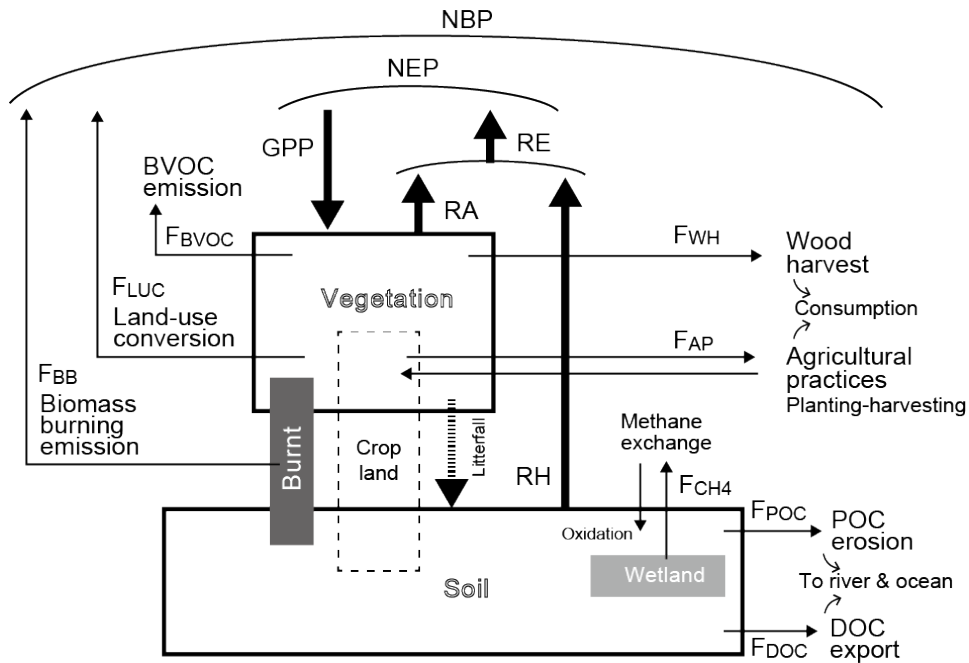 NBP
NEP
GPP
RE
BVOC
emission
RA
FBVOC
FWH
Wood
harvest
Vegetation
FLUC
Land-use
conversion
Consumption
FAP
Agricultural
practices
Planting-harvesting
FBB
Biomass
burning
emission
Burnt
Crop
land
Litterfall
Methane
exchange
RH
FCH4
FPOC
POC
erosion
Oxidation
Wetland
Soil
To river & ocean
FDOC
DOC
export